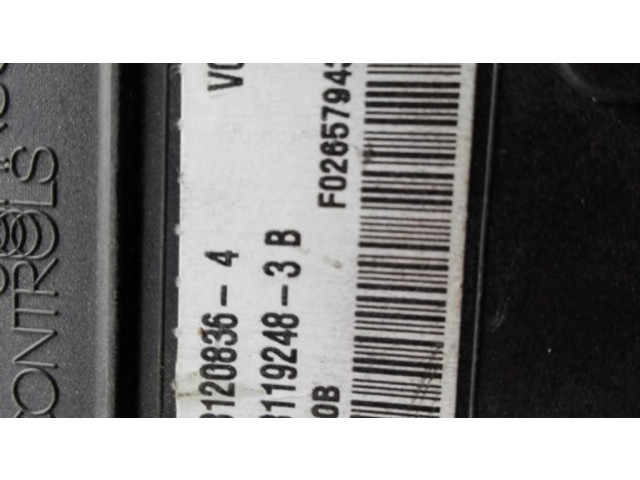 CONTROLS
VO
8120836-4
8119248-3 B
F02657943
0B